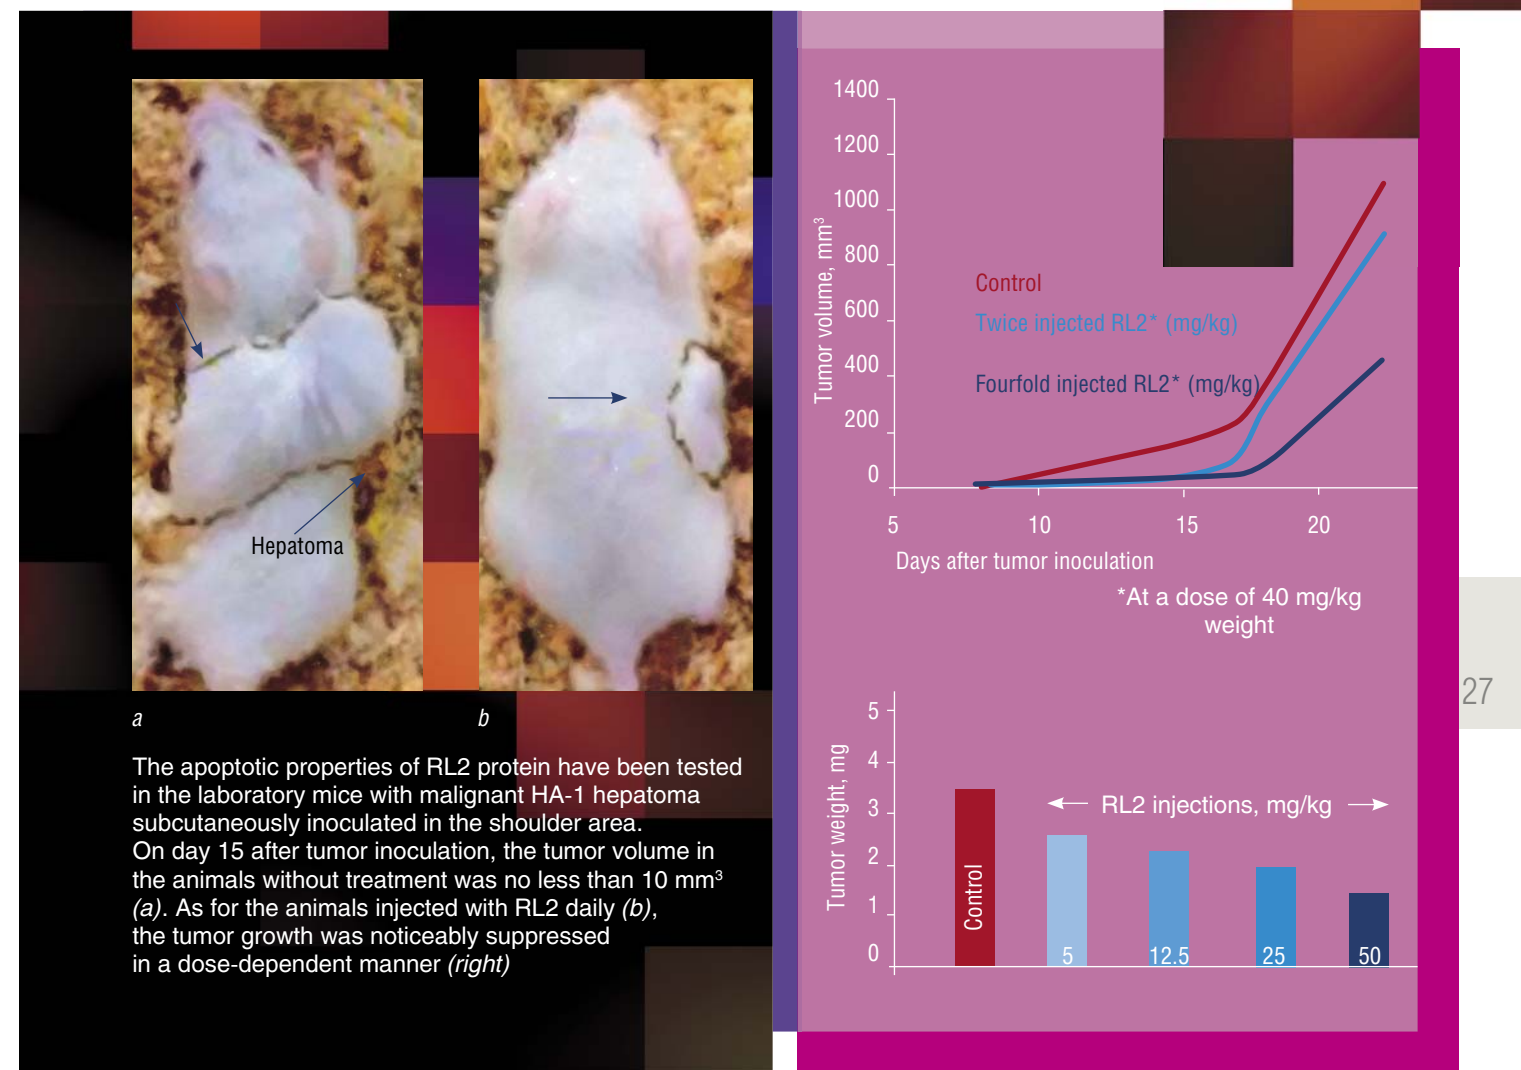 Hepatoma
a
b
The apoptotic properties of RL2 protein have been tested
in the laboratory mice with malignant HA-1 hepatoma
subcutaneously inoculated in the shoulder area.
On day 15 after tumor inoculation, the tumor volume in
the animals without treatment was no less than 10 mm³
(a). As for the animals injected with RL2 daily (b),
the tumor growth was noticeably suppressed
in a dose-dependent manner (right)
Tumor volume, mm³
1400
1200
1000
800
600
400
200
0
Control
Twice injected RL2* (mg/kg)
Fourfold injected RL2* (mg/kg)
5 10 15 20
Days after tumor inoculation
*At a dose of 40 mg/kg
weight
Tumor weight, mg
5
4
3
2
1
0
RL2 injections, mg/kg
Control
5 12.5 25 50
27